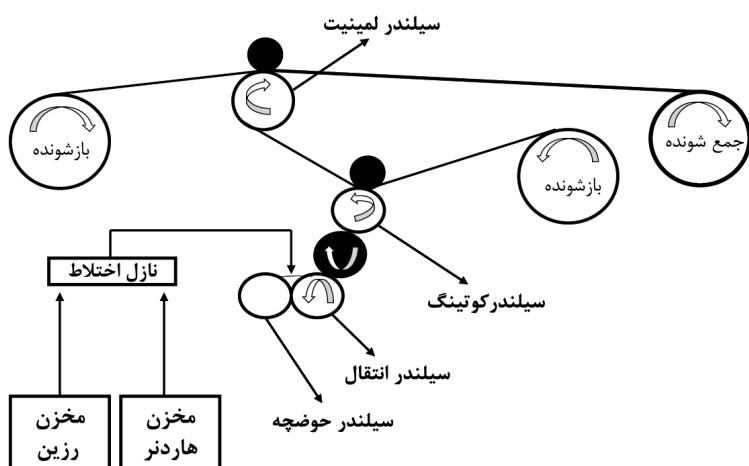 سیلندر لمینیت
بازشونده
جمع شونده
بازشونده
نازل اختلاط
سیلندرکوتینگ
سیلندر انتقال
سیلندر حوضچه
مخزن
هاردنر
مخزن
رزین